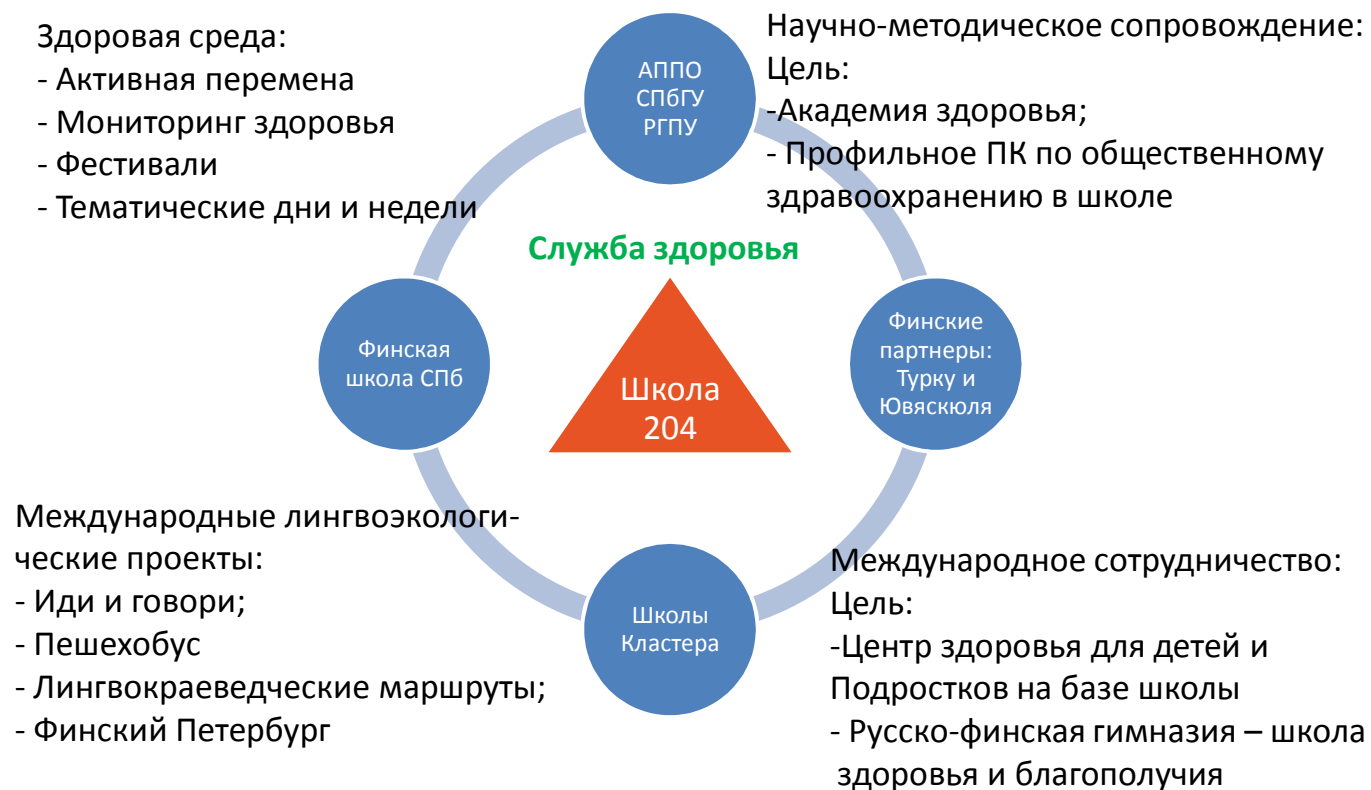 Здоровая среда:
- Активная перемена
- Мониторинг здоровья
- Фестивали
- Тематические дни и недели
АППО
СПбГУ
РГПУ
Научно-методическое сопровождение:
Цель:
-Академия здоровья;
- Профильное ПК по общественному
здравоохранению в школе
Служба здоровья
Финская
школа СПб
Школа
204
Финские
партнеры:
Турку и
Ювяскюля
Международные лингвоэкологи-
ческие проекты:
- Иди и говори;
- Пешехобус
- Лингвокраеведческие маршруты;
- Финский Петербург
Школы
Кластера
Международное сотрудничество:
Цель:
-Центр здоровья для детей и
Подростков на базе школы
- Русско-финская гимназия – школа
здоровья и благополучия